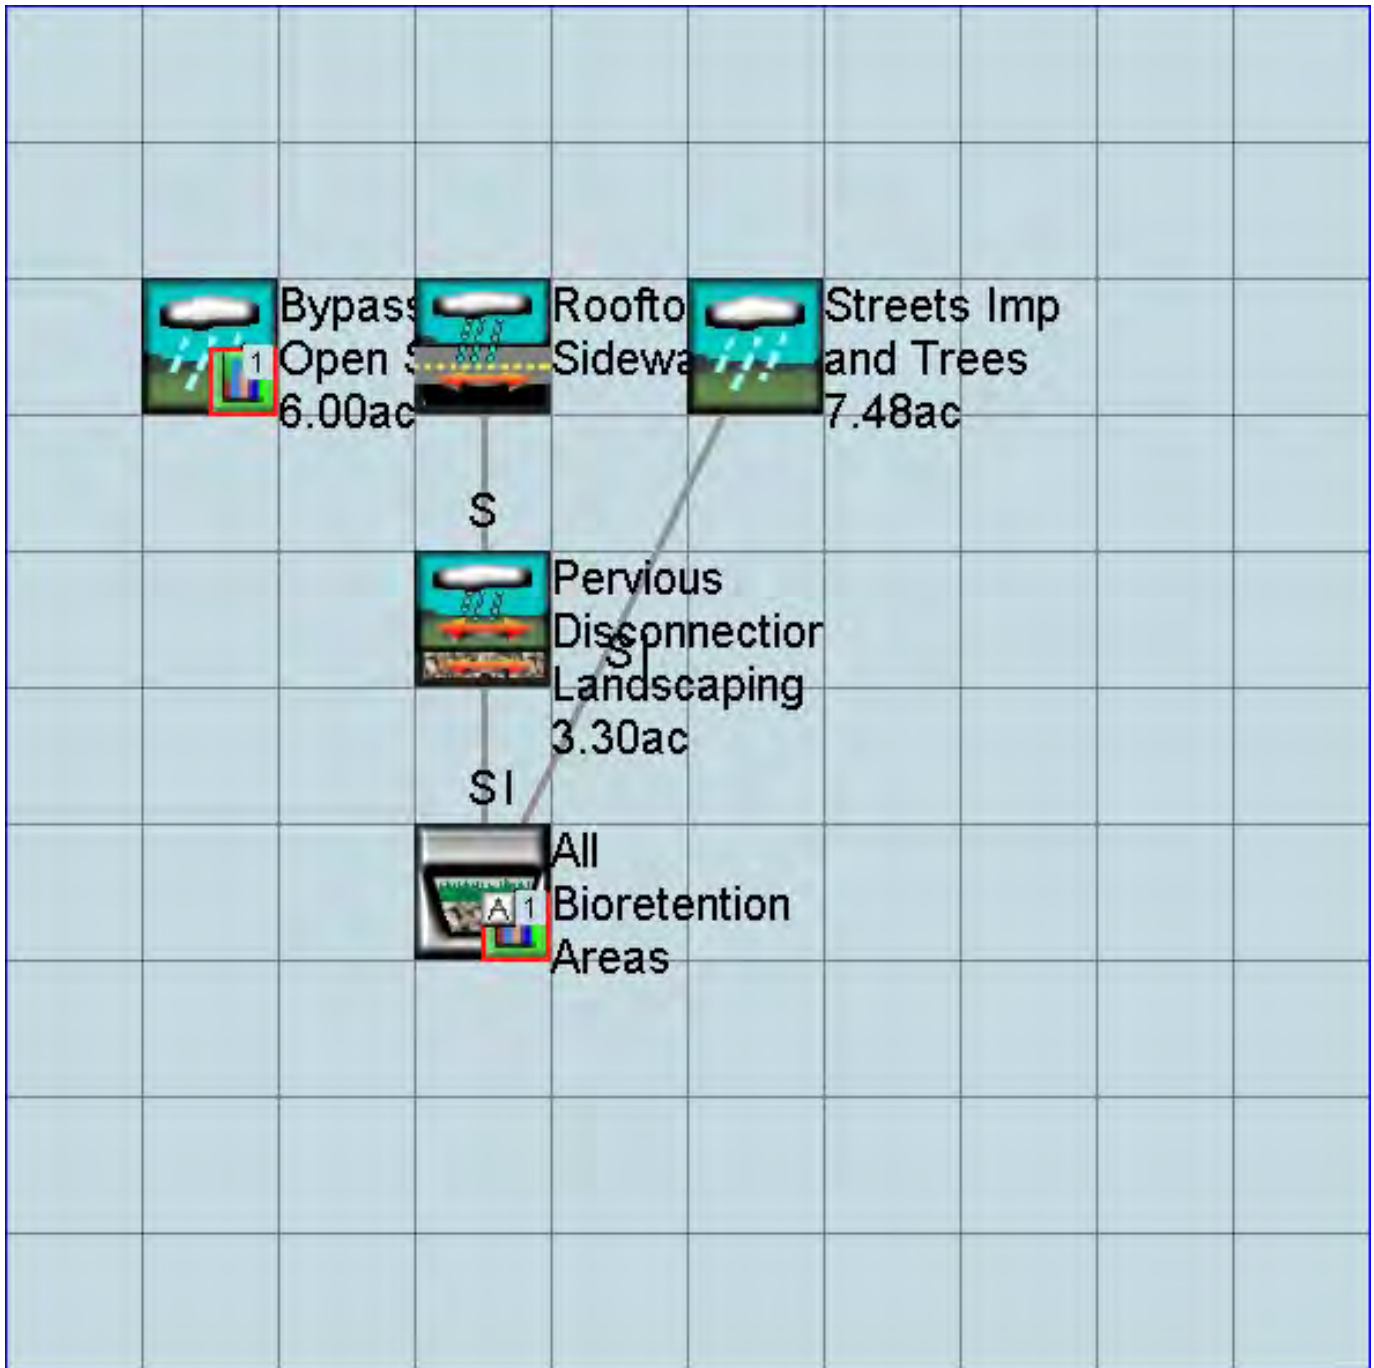 Bypass
Open S
6.00ac
1
Roofto
Sidewa
Streets Imp
and Trees
7.48ac
S
Pervious
Disconnection
Landscaping
3.30ac
S I
S I
All
Bioretention
Areas
A 1